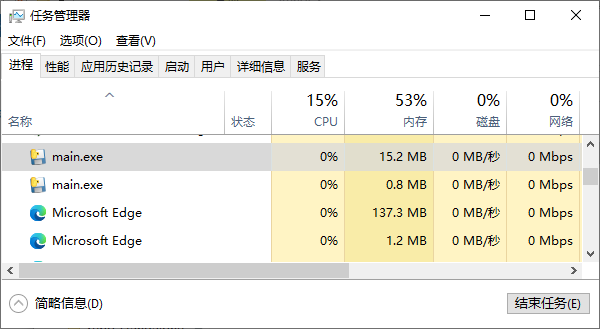 任务管理器
文件(F) 选项(O) 查看(V)
进程 性能 应用历史记录 启动 用户 详细信息 服务
15% 53% 0% 0%
名称 状态 CPU 内存 磁盘 网络
main.exe 0% 15.2 MB 0 MB/秒 0 Mbps
main.exe 0% 0.8 MB 0 MB/秒 0 Mbps
Microsoft Edge 0% 137.3 MB 0 MB/秒 0 Mbps
Microsoft Edge 0% 1.2 MB 0 MB/秒 0 Mbps
简略信息(D) 结束任务(E)